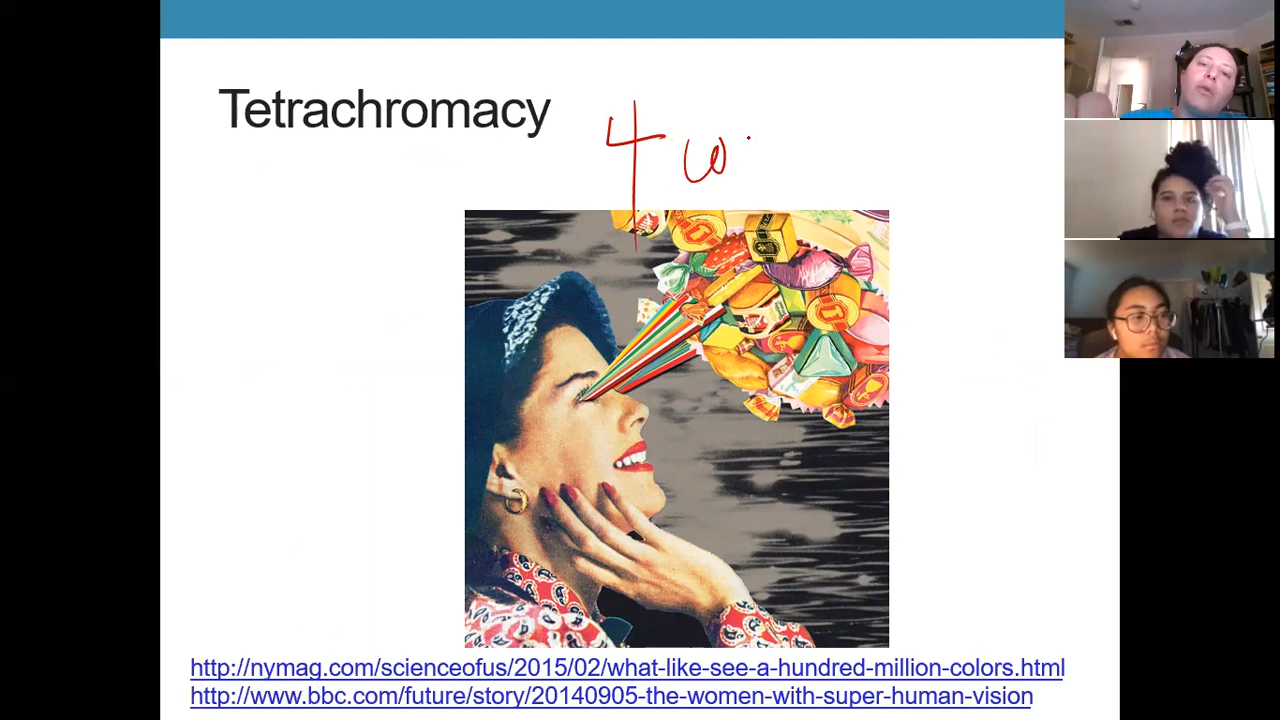 Tetrachromacy
4 co
http://nymag.com/scienceofus/2015/02/what-like-see-a-hundred-million-colors.html
http://www.bbc.com/future/story/20140905-the-women-with-super-human-vision